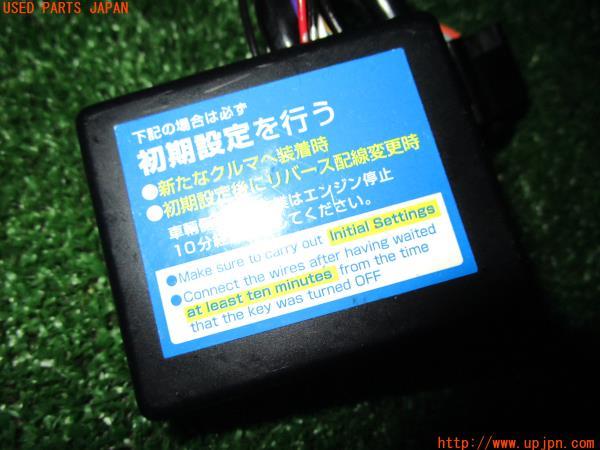 USED PARTS JAPAN
下記の場合は必ず
初期設定を行う
●新たなクルマへ装着時
●初期設定後にリバース配線変更時
車輌 はエンジン停止
10分 てください。
●Make sure to carry out Initial Settings
●Connect the wires after having waited
at least ten minutes from the time
that the key was turned OFF
http://www.upjpn.com/